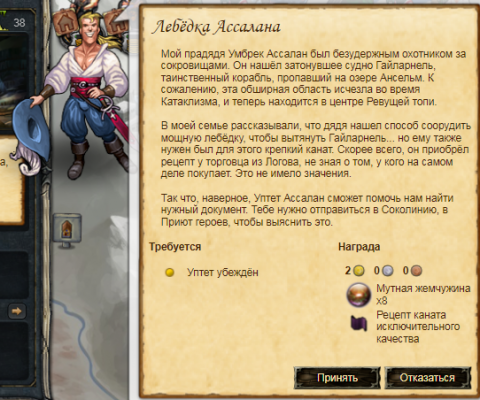 38
Лебёдка Ассалана
Мой прадядя Умбрек Ассалан был безудержным охотником за
сокровищами. Он нашёл затонувшее судно Гайларнель,
таинственный корабль, пропавший на озере Ансельм. К
сожалению, эта обширная область исчезла во время
Катаклизма, и теперь находится в центре Ревущей топи.
В моей семье рассказывали, что дядя нашел способ соорудить
мощную лебёдку, чтобы вытянуть Гайларнель... но ему также
нужен был для этого крепкий канат. Скорее всего, он приобрёл
рецепт у торговца из Логова, не зная о том, у кого на самом
деле покупает. Это не имело значения.
Так что, наверное, Уптет Ассалан сможет помочь нам найти
нужный документ. Тебе нужно отправиться в Соколинию, в
Приют героев, чтобы выяснить это.
Требуется
Награда
Уптет убеждён
2 0 0
Мутная жемчужина
x8
Рецепт каната
исключительного
качества
Принять
Отказаться